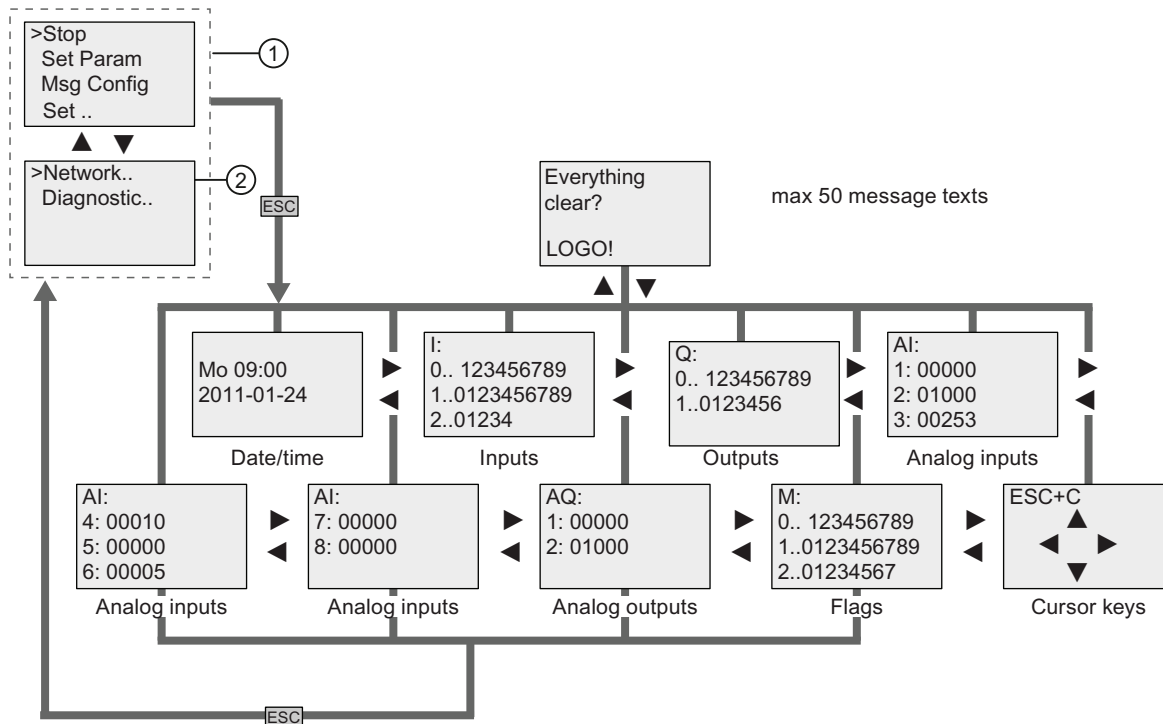 >Stop
Set Param
Msg Config
Set ..
1
>Network..
Diagnostic..
2
ESC
Everything
clear?
LOGO!
max 50 message texts
Mo 09:00
2011-01-24
Date/time
I:
0.. 123456789
1..0123456789
2..01234
Inputs
Q:
0.. 123456789
1..0123456
Outputs
AI:
1: 00000
2: 01000
3: 00253
Analog inputs
AI:
4: 00010
5: 00000
6: 00005
Analog inputs
AI:
7: 00000
8: 00000
Analog inputs
AQ:
1: 00000
2: 01000
Analog outputs
M:
0.. 123456789
1..0123456789
2..01234567
Flags
ESC+C
Cursor keys
ESC